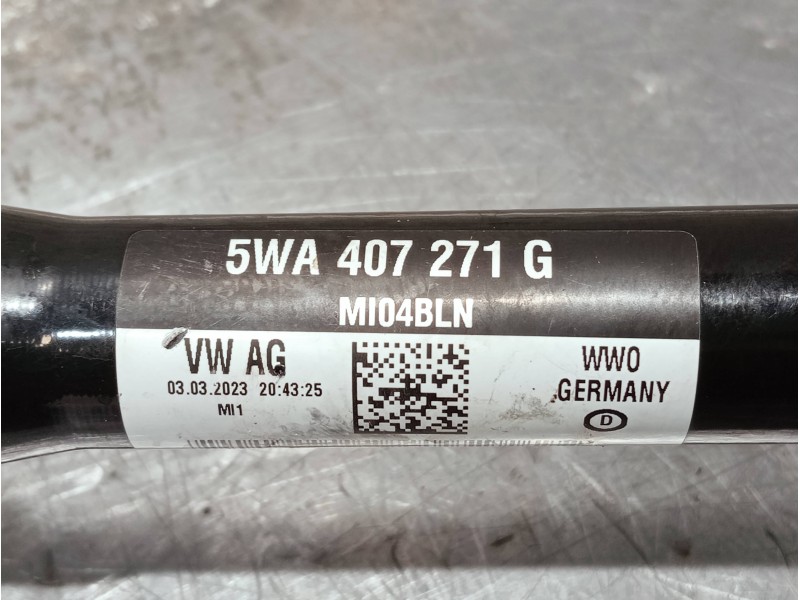 5WA 407 271 G
MI04BLN
VW AG
03.03.2023 20:43:25
MI1
WWO
GERMANY
D